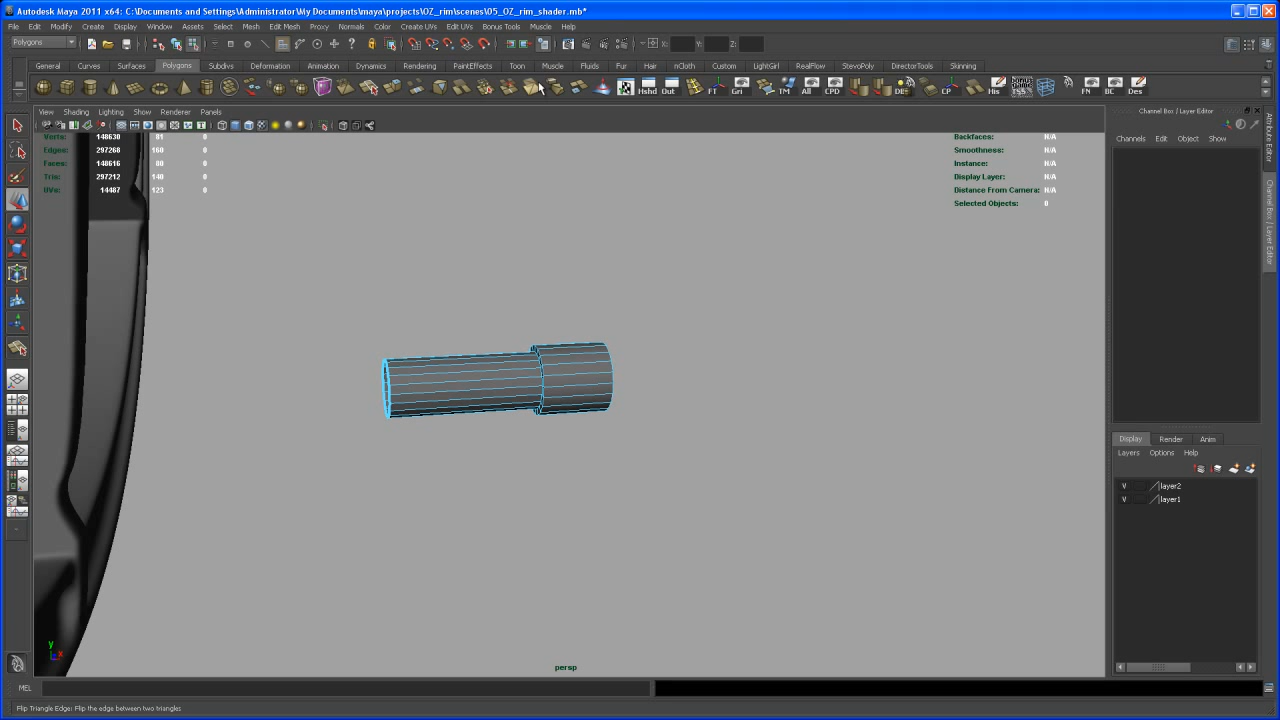 Autodesk Maya 2011 x64: C:\Documents and Settings\Administrator\My Documents\maya\projects\OZ_rim\scenes\05_OZ_rim_shader.mb*
File Edit Modify Create Display Window Assets Select Mesh Edit Mesh Proxy Normals Color Create UVs Edit UVs Bonus Tools Muscle Help
Polygons X: Y: Z:
General Curves Surfaces Polygons Subdivs Deformation Animation Dynamics Rendering PaintEffects Toon Muscle Fluids Fur Hair nCloth Custom LightGirl RealFlow StevoPoly DirectorTools Skinning
Hshd Out FT Gri TM All CPD CP His FN DC Des
View Shading Lighting Show Renderer Panels
Channel Box / Layer Editor
Channels Edit Object Show
Verts: 148630 81 0
Edges: 297260 160 0
Faces: 148616 80 0
Tris: 297212 140 0
UVs: 14487 123 0
Backfaces: N/A
Smoothness: N/A
Instance: N/A
Display Layer: N/A
Distance From Camera: N/A
Selected Objects: 0
Attribute Editor
Channel Box / Layer Editor
Display Render Anim
Layers Options Help
V layer2
V layer1
y
x
persp
MEL
Flip Triangle Edge: Flip the edge between two triangles